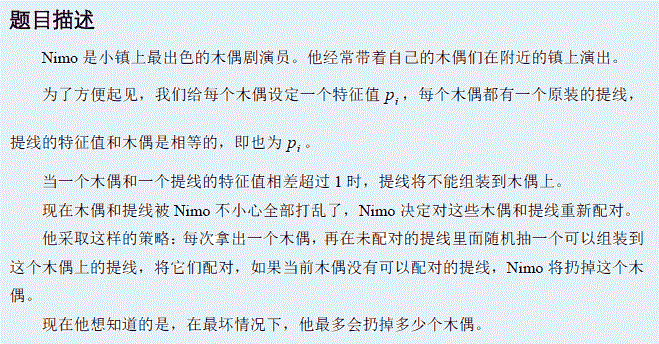 题目描述
Nimo 是小镇上最出色的木偶剧演员。他经常带着自己的木偶们在附近的镇上演出。
为了方便起见，我们给每个木偶设定一个特征值 pᵢ ，每个木偶都有一个原装的提线，
提线的特征值和木偶是相等的，即也为 pᵢ 。
当一个木偶和一个提线的特征值相差超过 1 时，提线将不能组装到木偶上。
现在木偶和提线被 Nimo 不小心全部打乱了，Nimo 决定对这些木偶和提线重新配对。
他采取这样的策略：每次拿出一个木偶，再在未配对的提线里面随机抽一个可以组装到
这个木偶上的提线，将它们配对，如果当前木偶没有可以配对的提线，Nimo 将扔掉这个木
偶。
现在他想知道的是，在最坏情况下，他最多会扔掉多少个木偶。